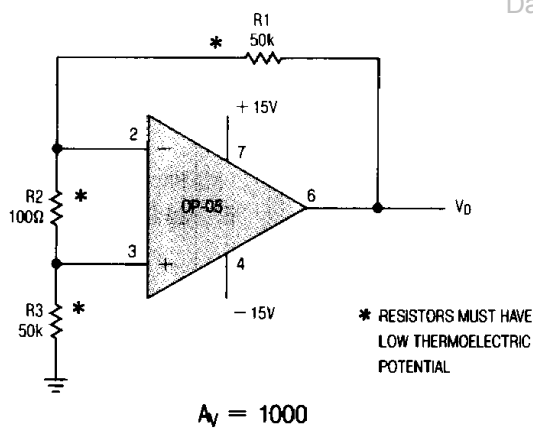 Da
R1
50k
*
+ 15V
2
−
7
R2
100Ω
*
OP-05
6
V₀
3
+
4
R3
50k
*
− 15V
* RESISTORS MUST HAVE
LOW THERMOELECTRIC
POTENTIAL
Aᵥ = 1000